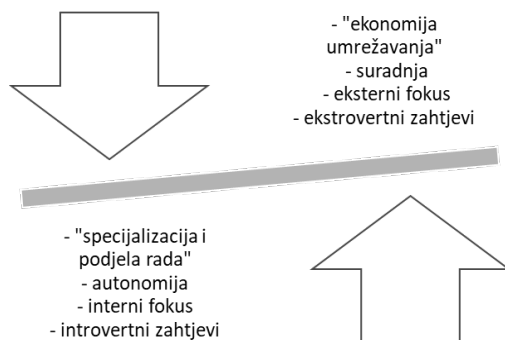 - "ekonomija
umrežavanja"
- suradnja
- eksterni fokus
- ekstrovertni zahtjevi
- "specijalizacija i
podjela rada"
- autonomija
- interni fokus
- introvertni zahtjevi